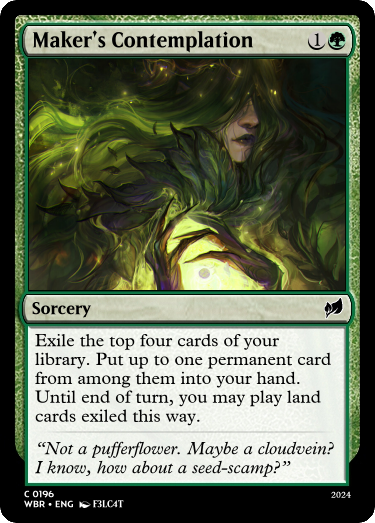 Maker's Contemplation 1
Sorcery
Exile the top four cards of your
library. Put up to one permanent card
from among them into your hand.
Until end of turn, you may play land
cards exiled this way.
“Not a pufferflower. Maybe a cloudvein?
I know, how about a seed-scamp?”
C 0196 2024
WBR • ENG F3LC4T